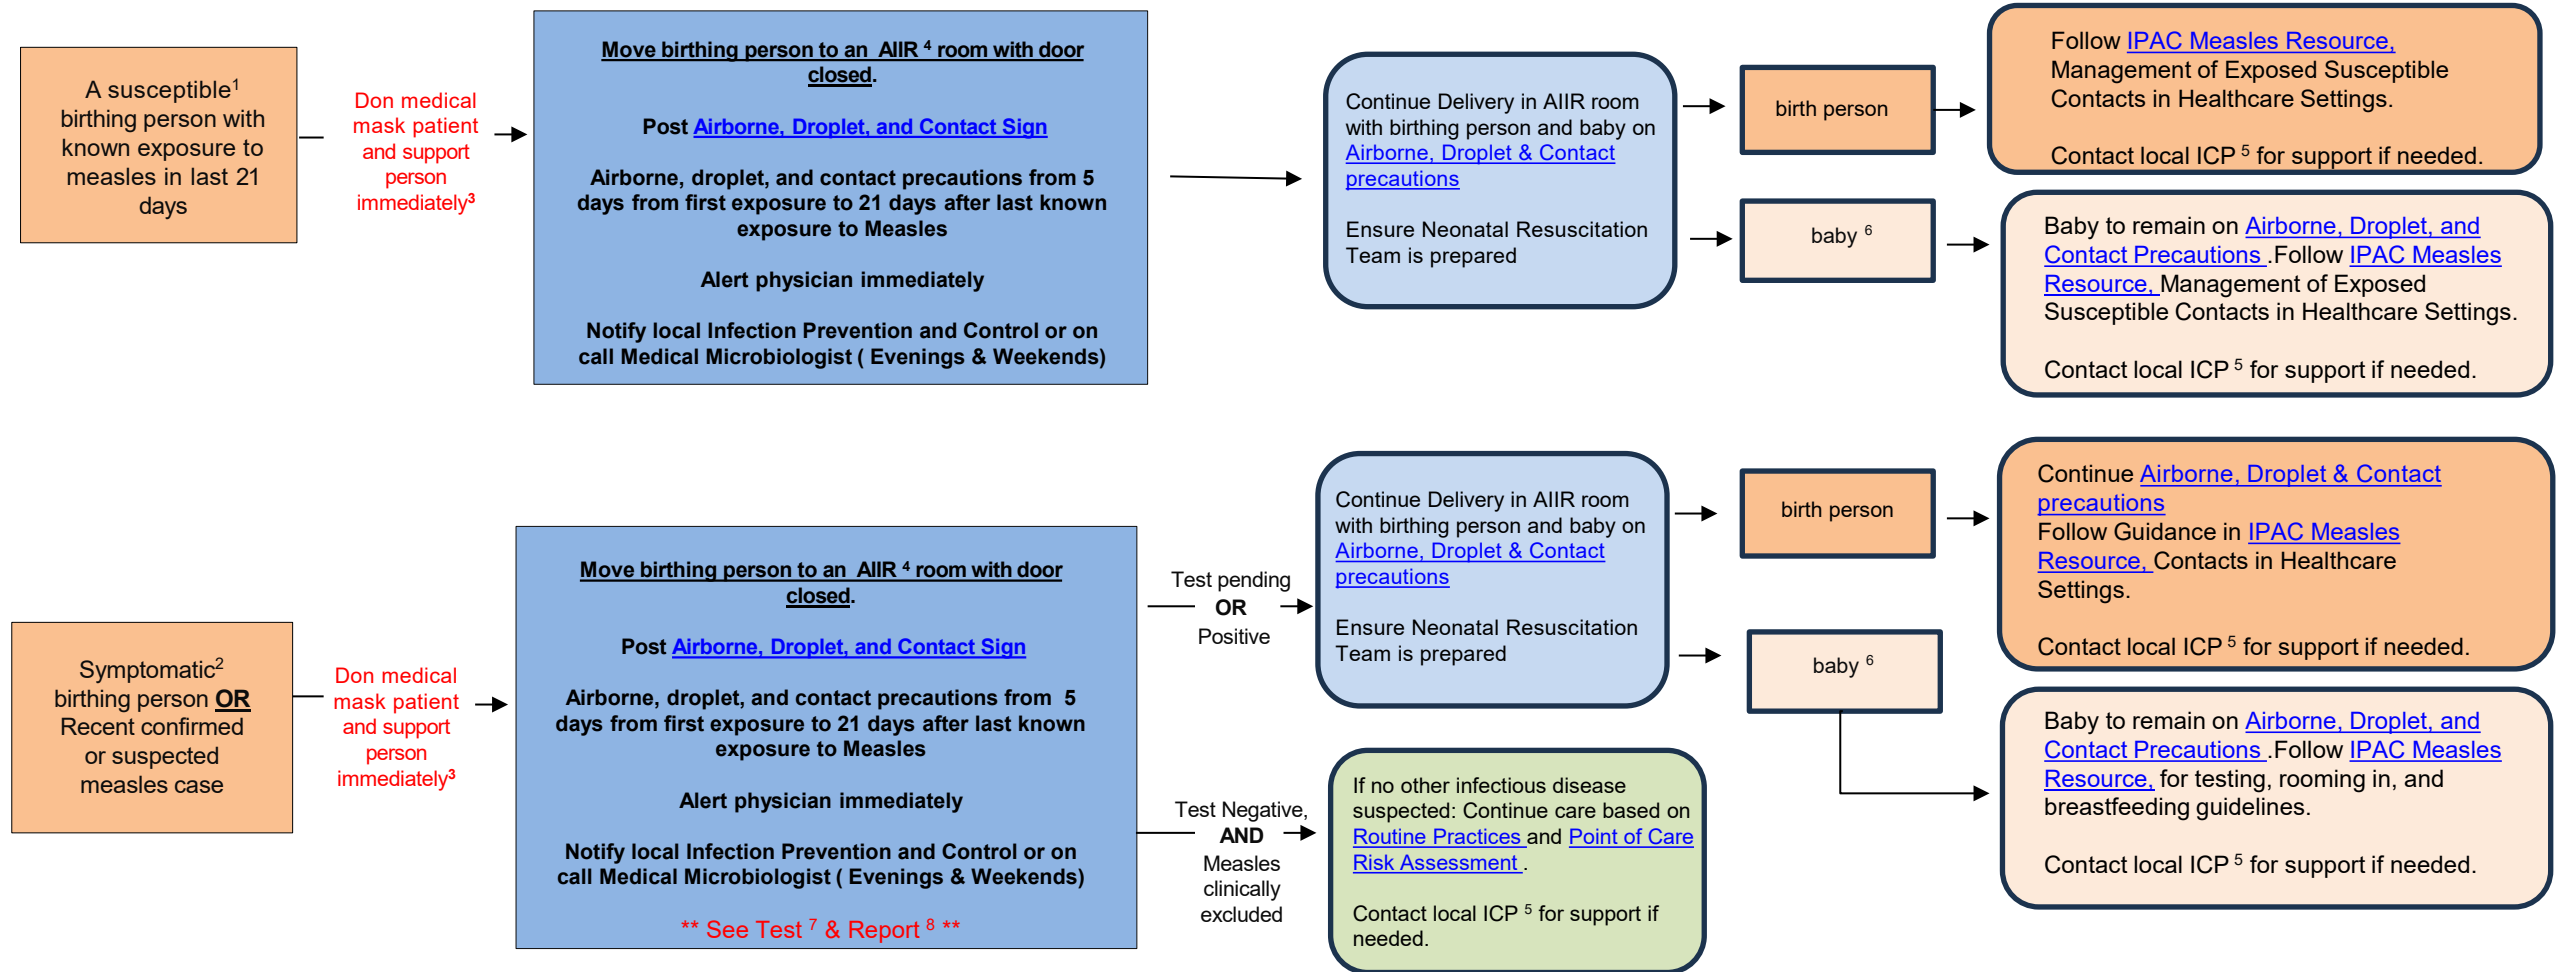 A susceptible1
birthing person with
known exposure to
measles in last 21
days
Don medical
mask patient
and support
person
immediately3
Move birthing person to an AIIR 4 room with door
closed.
Post Airborne, Droplet, and Contact Sign
Airborne, droplet, and contact precautions from 5
days from first exposure to 21 days after last known
exposure to Measles
Alert physician immediately
Notify local Infection Prevention and Control or on
call Medical Microbiologist ( Evenings & Weekends)
Continue Delivery in AIIR room
with birthing person and baby on
Airborne, Droplet & Contact
precautions
Ensure Neonatal Resuscitation
Team is prepared
birth person
Follow IPAC Measles Resource,
Management of Exposed Susceptible
Contacts in Healthcare Settings.
Contact local ICP 5 for support if needed.
baby 6
Baby to remain on Airborne, Droplet, and
Contact Precautions .Follow IPAC Measles
Resource, Management of Exposed
Susceptible Contacts in Healthcare Settings.
Contact local ICP 5 for support if needed.
Symptomatic2
birthing person OR
Recent confirmed
or suspected
measles case
Don medical
mask patient
and support
person
immediately3
Move birthing person to an AIIR 4 room with door
closed.
Post Airborne, Droplet, and Contact Sign
Airborne, droplet, and contact precautions from 5
days from first exposure to 21 days after last known
exposure to Measles
Alert physician immediately
Notify local Infection Prevention and Control or on
call Medical Microbiologist ( Evenings & Weekends)
** See Test 7 & Report 8 **
Test pending
OR
Positive
Continue Delivery in AIIR room
with birthing person and baby on
Airborne, Droplet & Contact
precautions
Ensure Neonatal Resuscitation
Team is prepared
birth person
Continue Airborne, Droplet & Contact
precautions
Follow Guidance in IPAC Measles
Resource, Contacts in Healthcare
Settings.
Contact local ICP 5 for support if needed.
baby 6
Baby to remain on Airborne, Droplet, and
Contact Precautions .Follow IPAC Measles
Resource, for testing, rooming in, and
breastfeeding guidelines.
Contact local ICP 5 for support if needed.
Test Negative,
AND
Measles
clinically
excluded
If no other infectious disease
suspected: Continue care based on
Routine Practices and Point of Care
Risk Assessment .
Contact local ICP 5 for support if
needed.